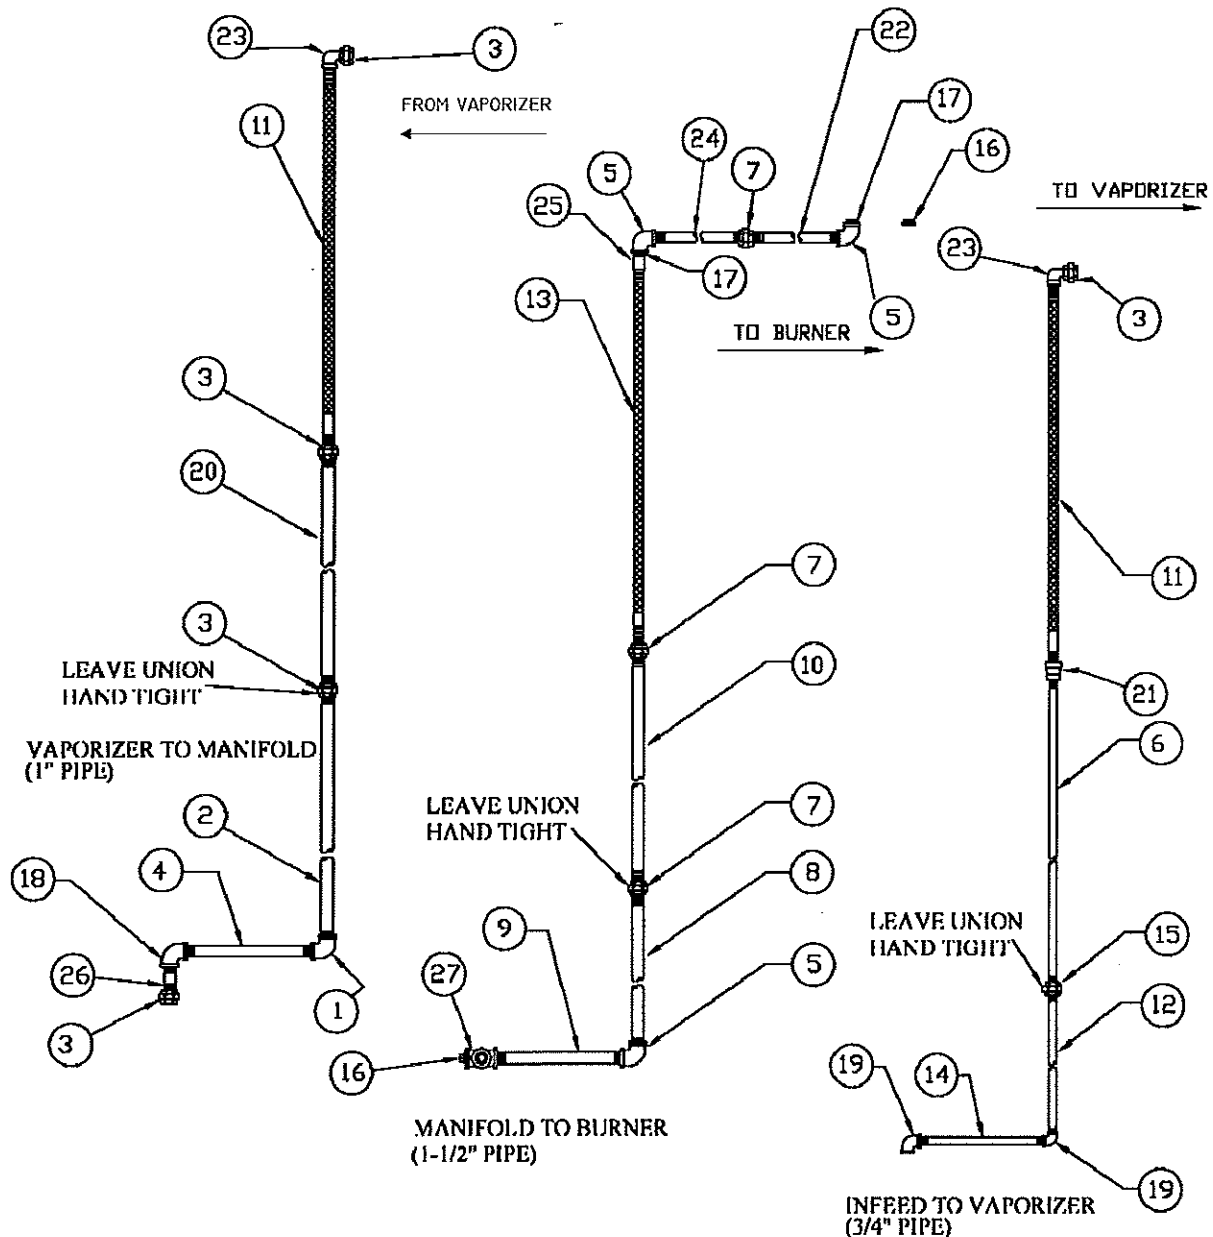 23
3
FROM VAPORIZER
11
3
20
3
LEAVE UNION
HAND TIGHT
VAPORIZER TO MANIFOLD
(1" PIPE)
2
4
18
26
3
1
22
17
16
24
7
5
25
17
5
13
TO BURNER
7
10
LEAVE UNION
HAND TIGHT
7
8
9
5
27
16
MANIFOLD TO BURNER
(1-1/2" PIPE)
TO VAPORIZER
23
3
11
21
6
LEAVE UNION
HAND TIGHT
15
12
19
14
19
INFEED TO VAPORIZER
(3/4" PIPE)